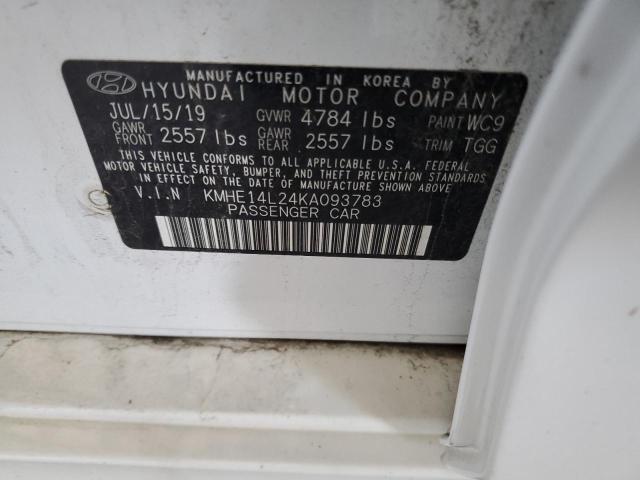 MANUFACTURED IN KOREA BY
HYUNDAI MOTOR COMPANY
JUL/15/19 GVWR 4784 lbs PAINT WC9
GAWR FRONT 2557 lbs GAWR REAR 2557 lbs TRIM TGG
THIS VEHICLE CONFORMS TO ALL APPLICABLE U.S.A. FEDERAL
MOTOR VEHICLE SAFETY, BUMPER, AND THEFT PREVENTION STANDARDS
IN EFFECT ON THE DATE OF MANUFACTURE SHOWN ABOVE.
V.I.N KMHE14L24KA093783
PASSENGER CAR